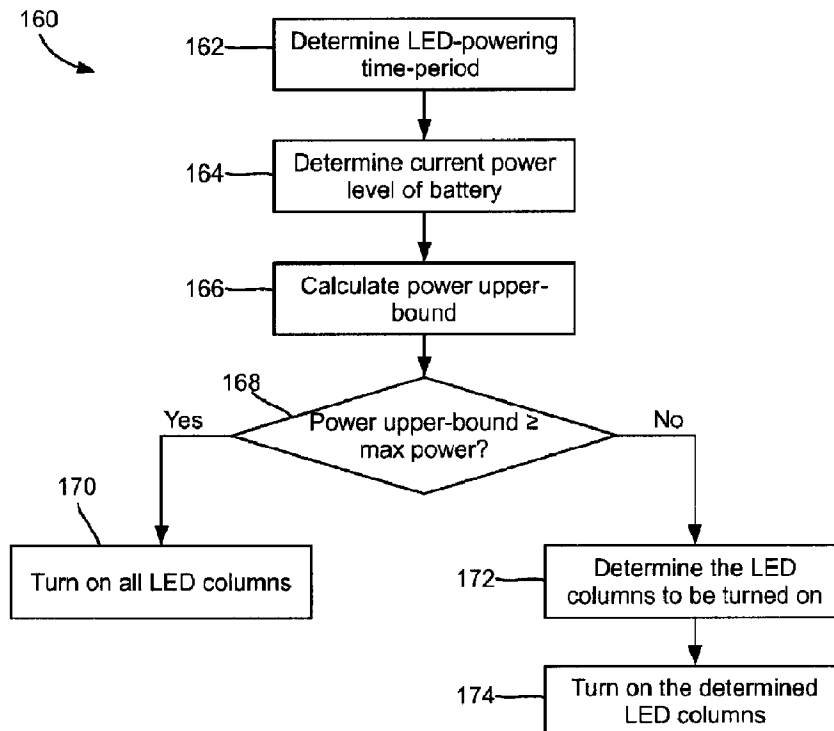 160
162
Determine LED-powering
time-period
164
Determine current power
level of battery
166
Calculate power upper-
bound
168
Yes
Power upper-bound ≥
max power?
No
170
Turn on all LED columns
172
Determine the LED
columns to be turned on
174
Turn on the determined
LED columns